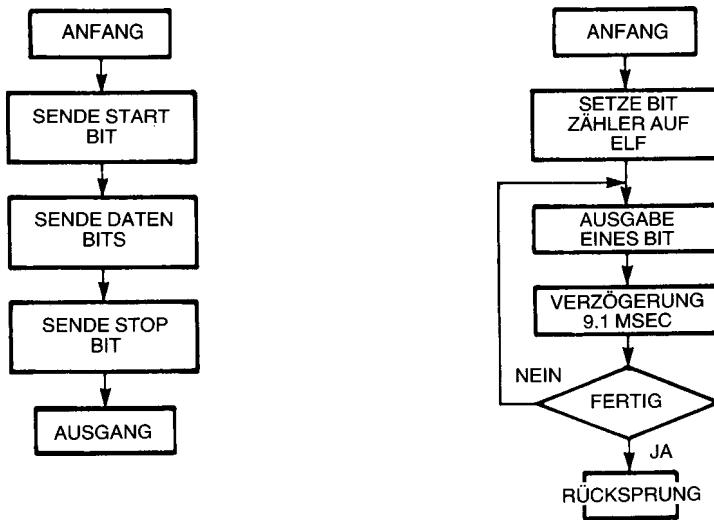 ANFANG
SENDE START
BIT
SENDE DATEN
BITS
SENDE STOP
BIT
AUSGANG
ANFANG
SETZE BIT
ZÄHLER AUF
ELF
AUSGABE
EINES BIT
VERZÖGERUNG
9.1 MSEC
NEIN
FERTIG
JA
RÜCKSPRUNG